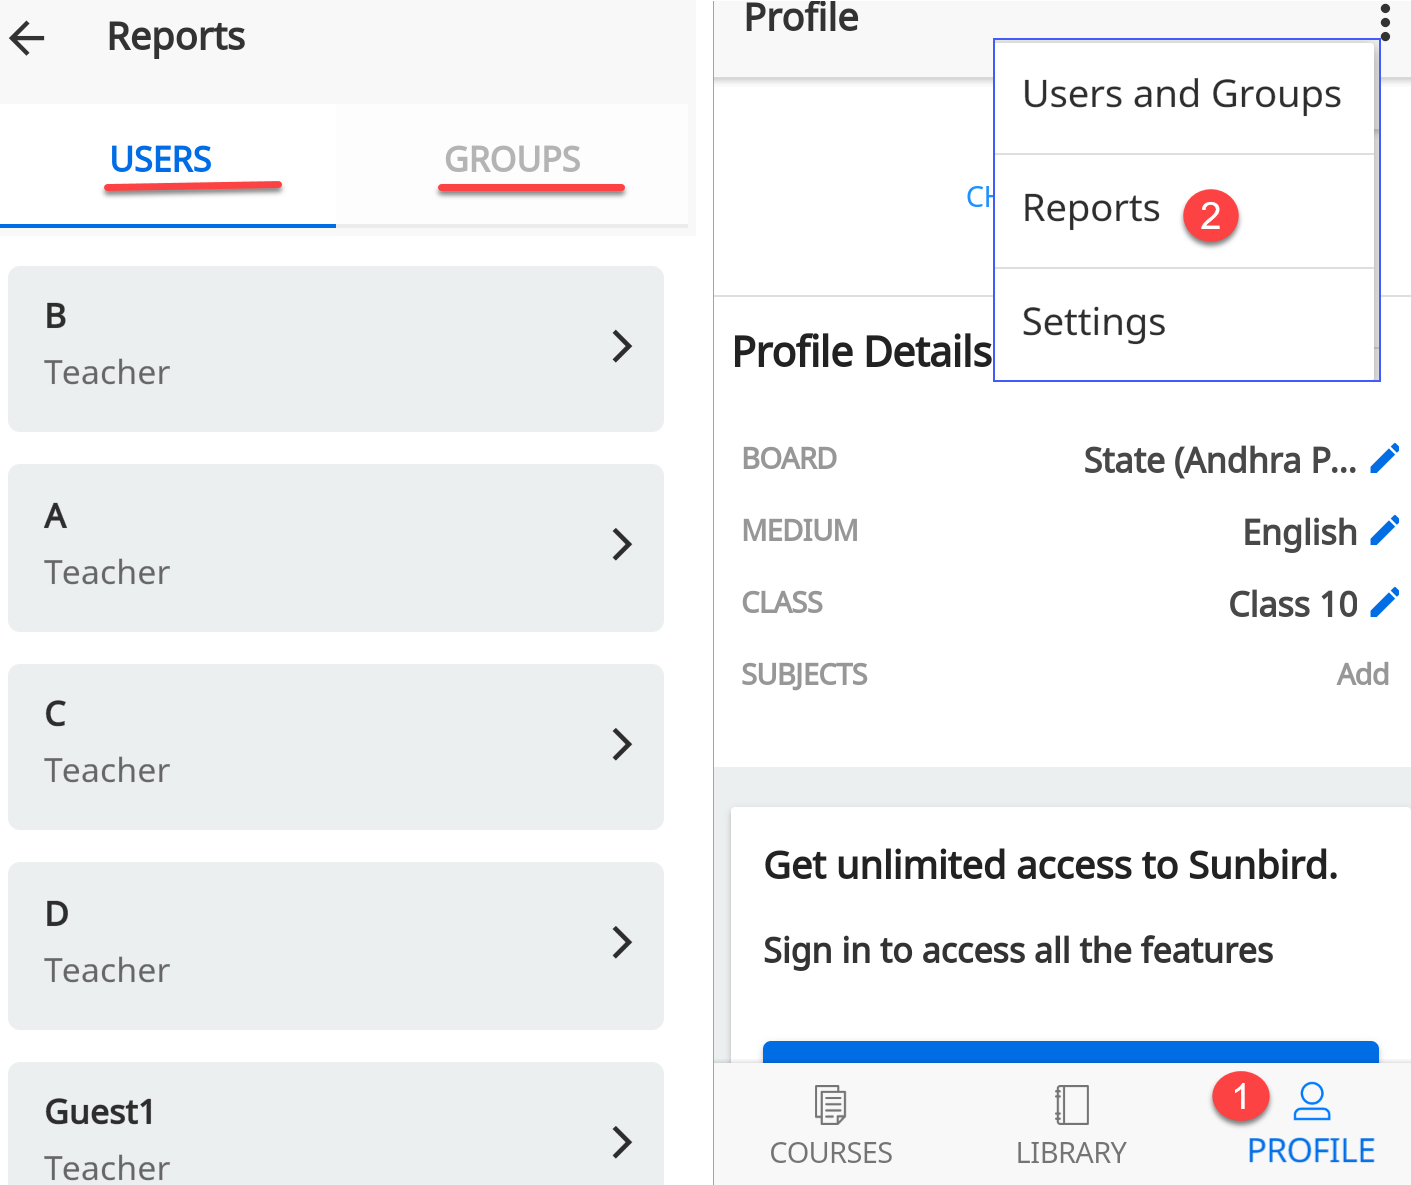 Reports
USERS
GROUPS
B
Teacher
A
Teacher
C
Teacher
D
Teacher
Guest1
Teacher
Profile
Users and Groups
CH
Reports 2
Settings
Profile Details
BOARD State (Andhra P...
MEDIUM English
CLASS Class 10
SUBJECTS Add
Get unlimited access to Sunbird.
Sign in to access all the features
1
COURSES LIBRARY PROFILE